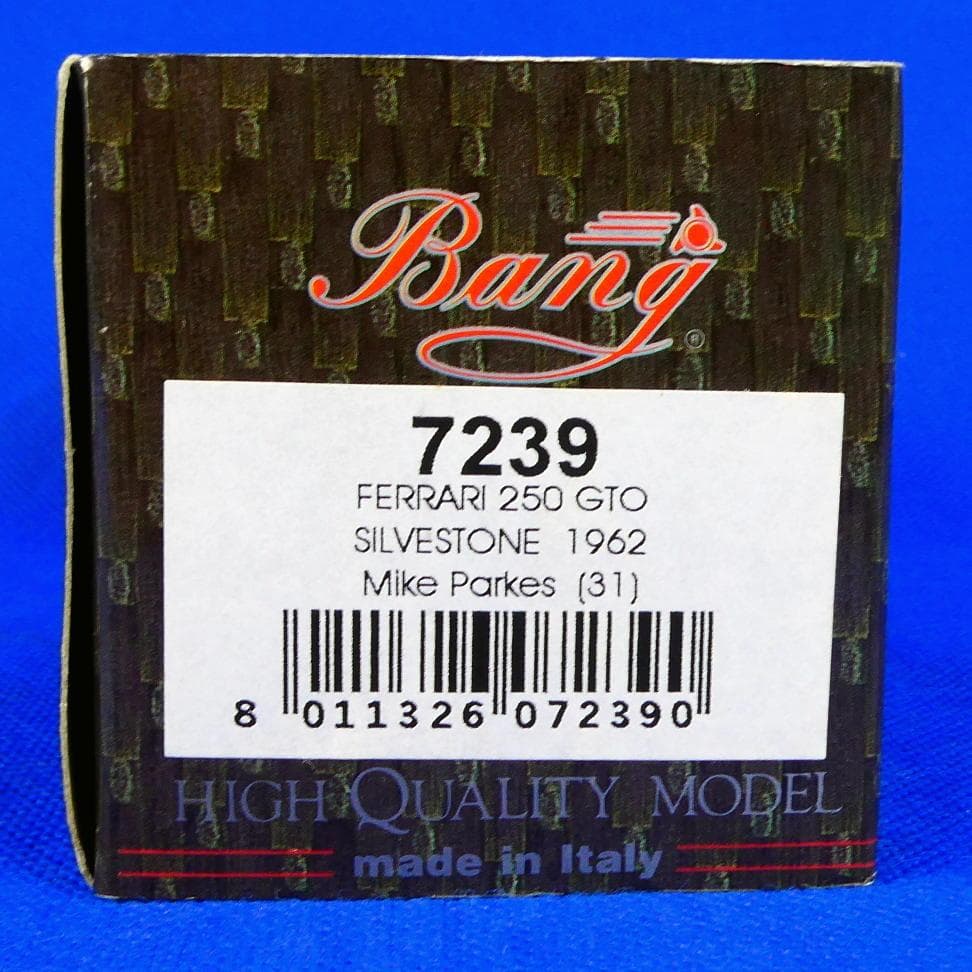 Bang®
7239
FERRARI 250 GTO
SILVESTONE 1962
Mike Parkes (31)
8 011326 072390
HIGH QUALITY MODEL
made in Italy